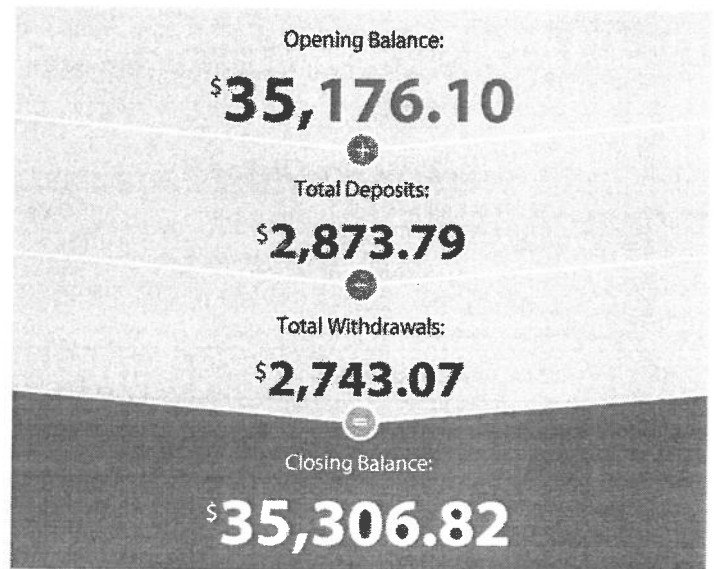 Opening Balance:
$35,176.10
+
Total Deposits:
$2,873.79
-
Total Withdrawals:
$2,743.07
=
Closing Balance:
$35,306.82